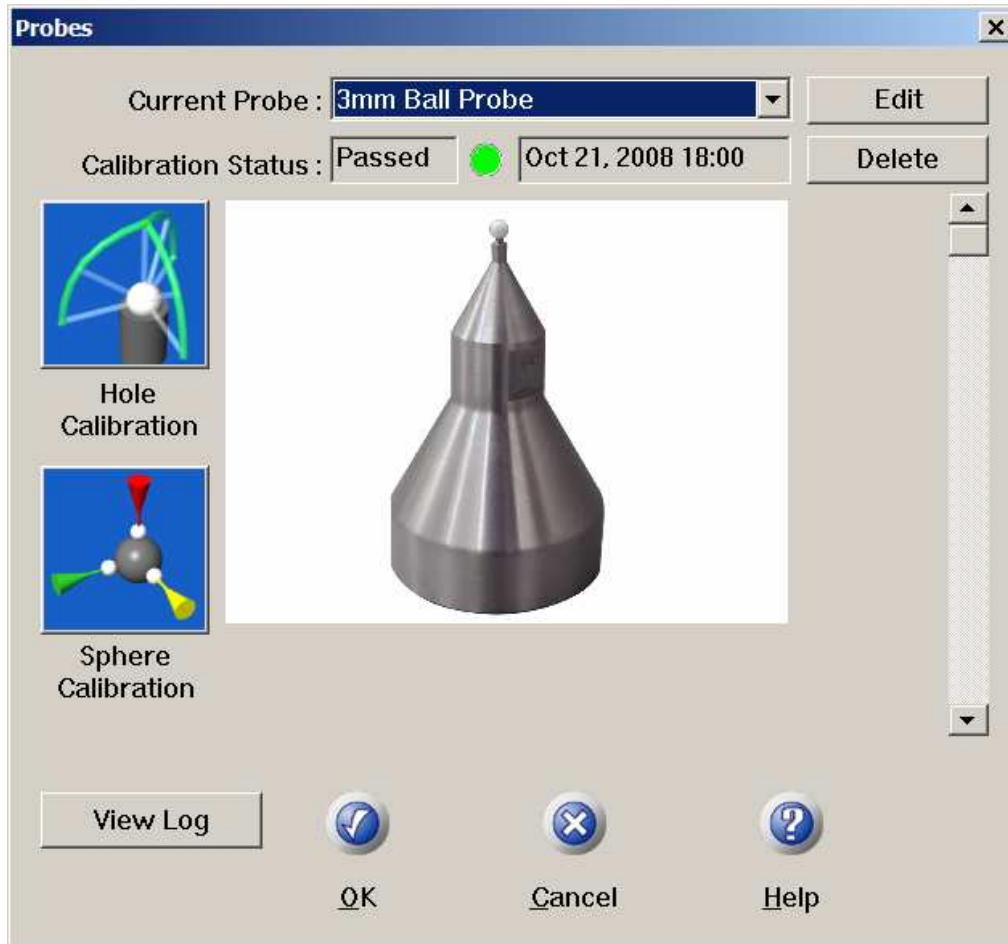 Probes
Current Probe : 3mm Ball Probe Edit
Calibration Status : Passed Oct 21, 2008 18:00 Delete
Hole
Calibration
Sphere
Calibration
View Log
OK Cancel Help